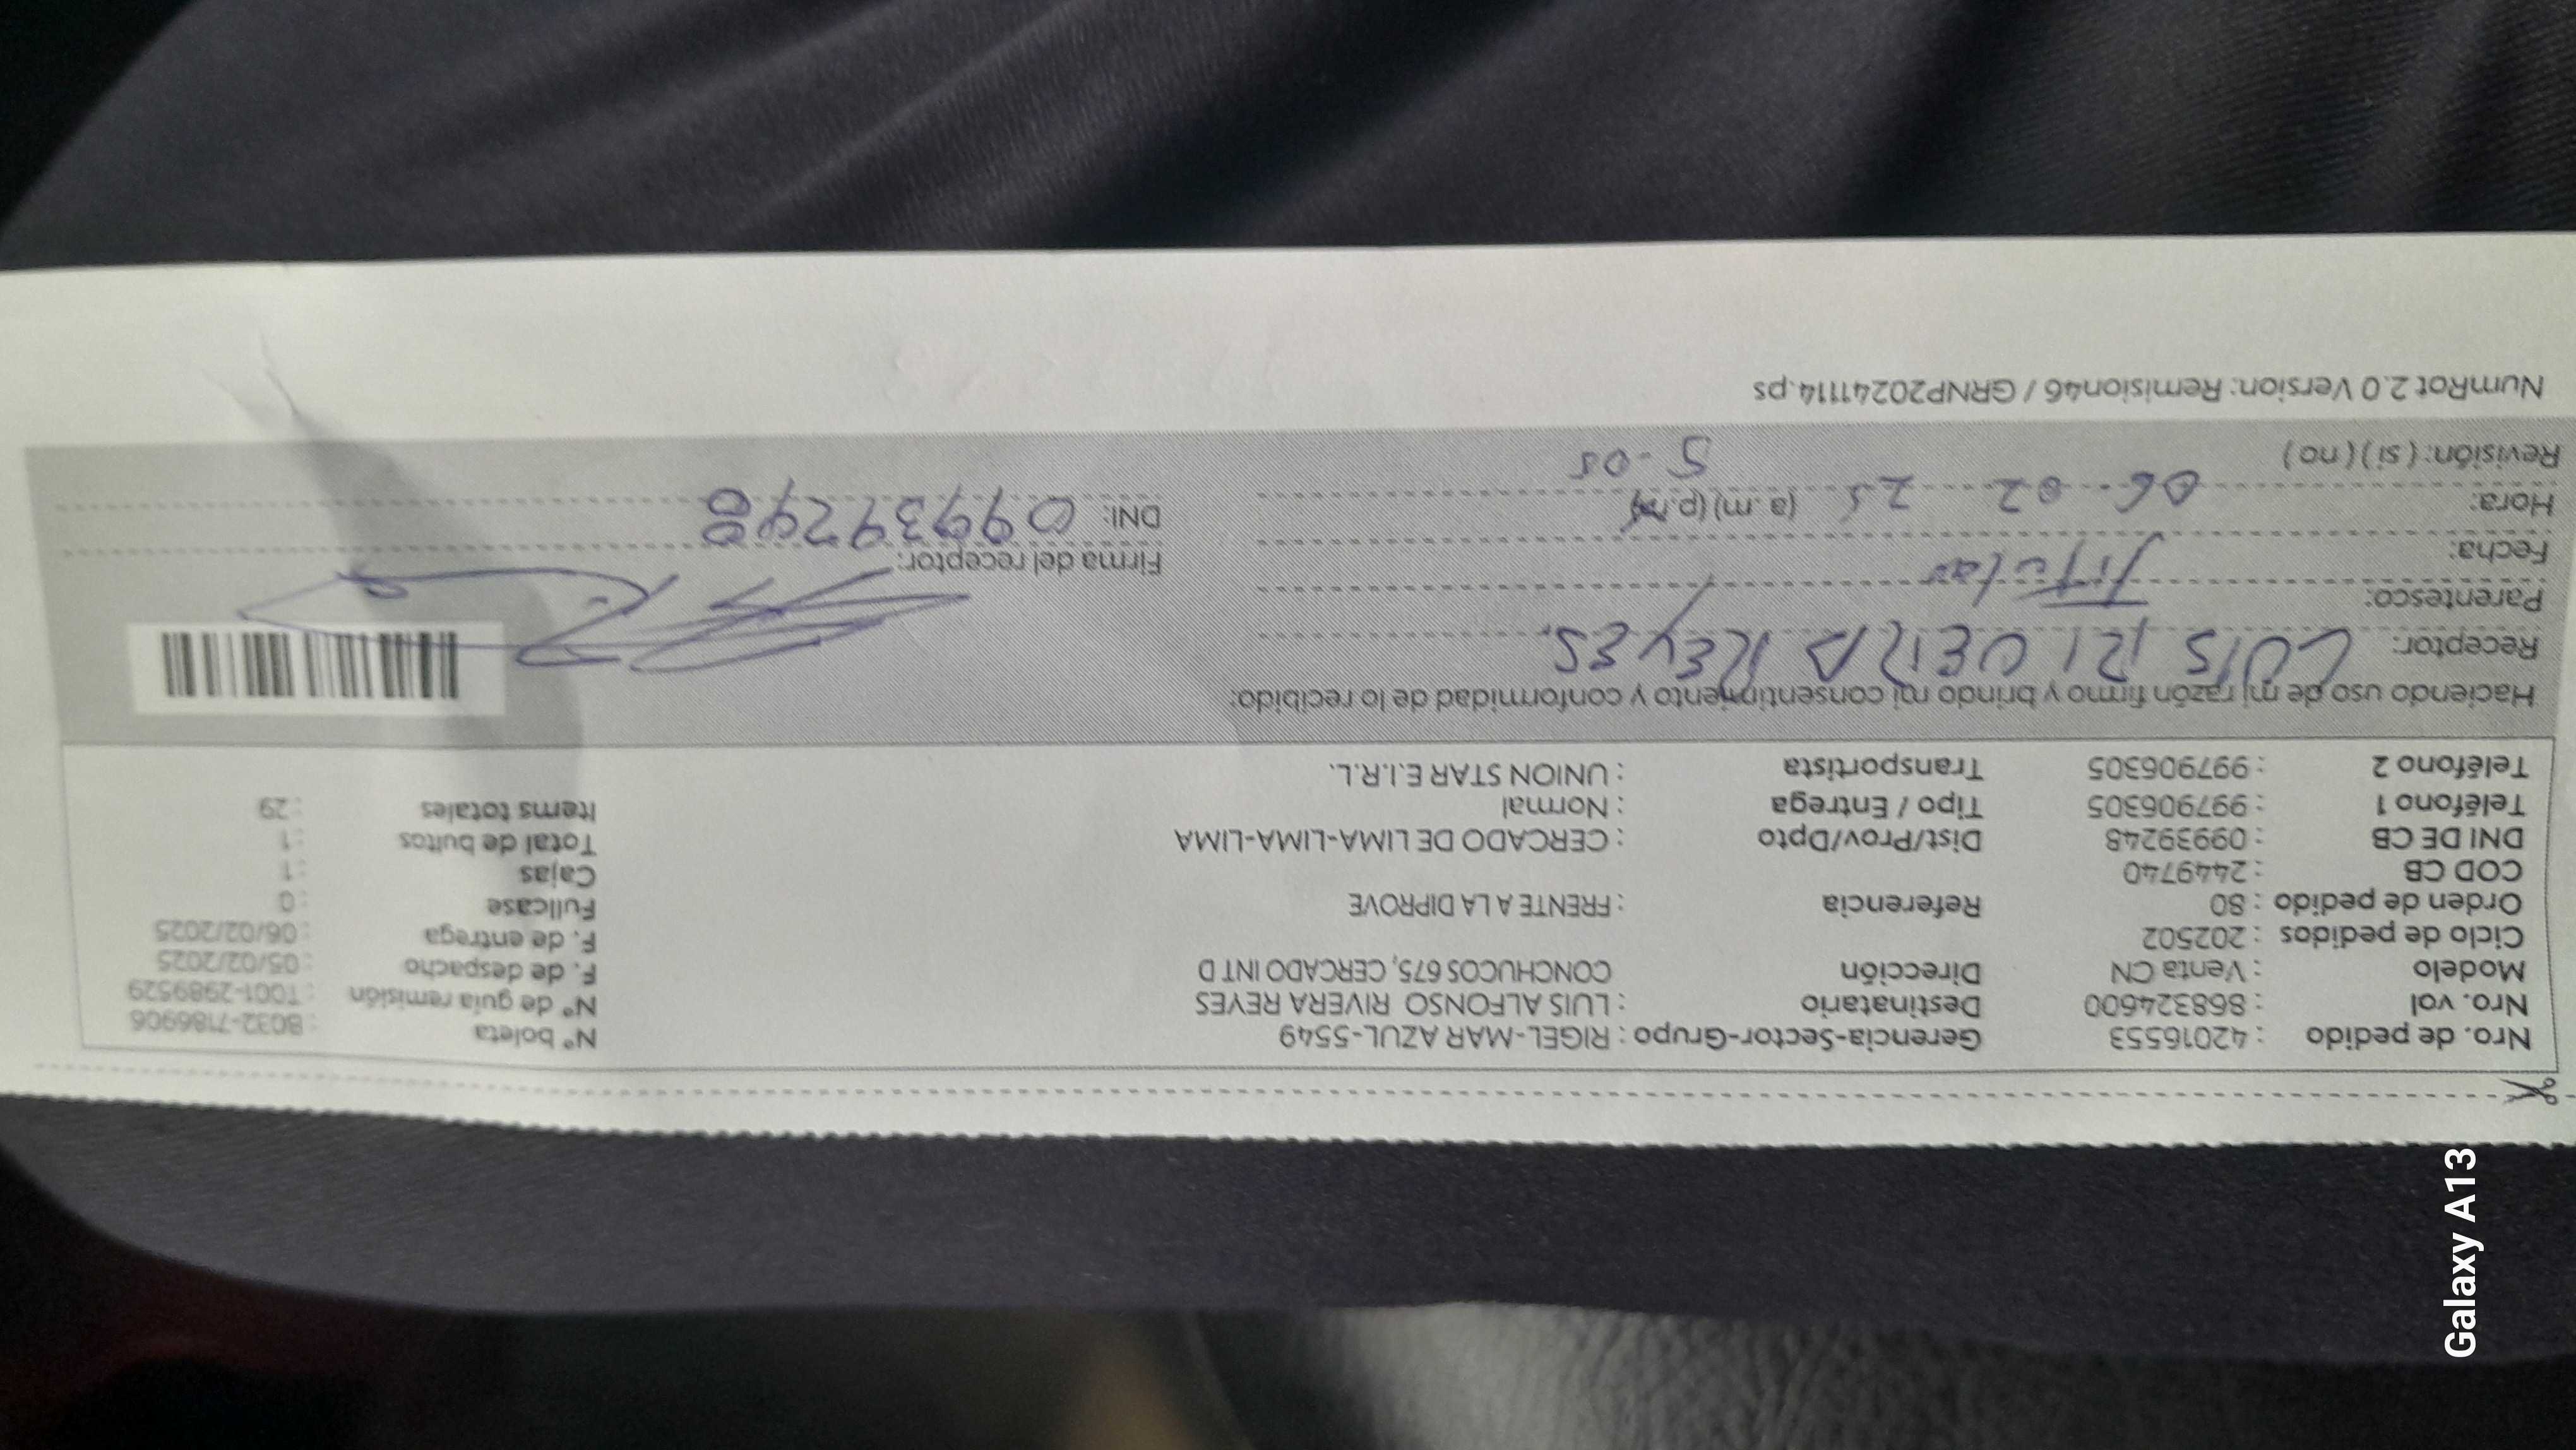 Nro. de pedido : 42016553 Gerencia-Sector-Grupo : RIGEL-MAR AZUL-5549 N° boleta : B032-7186906
Nro. vol : 868324600 Destinatario : LUIS ALFONSO RIVERA REYES N° de guia remisión : T001-2989529
Modelo : Venta CN Dirección CONCHUCOS 675, CERCADO INT D F. de despacho : 05/02/2025
Ciclo de pedidos : 202502 F. de entrega : 06/02/2025
Orden de pedido : 80 Referencia : FRENTE A LA DIPROVE Fullcase : 0
COD CB : 2449740 Cajas : 1
DNI DE CB : 09939248 Dist/Prov/Dpto : CERCADO DE LIMA-LIMA-LIMA Total de bultos : 1
Teléfono 1 : 997906305 Tipo / Entrega : Normal Items totales : 29
Teléfono 2 : 997906305 Transportista : UNION STAR E.I.R.L.
Haciendo uso de mi razón firmo y brindo mi consentimiento y conformidad de lo recibido:
Receptor: LUIS RIVERA REYES.
Parentesco: Titular
Firma del receptor:
Fecha: 06-02 25
Hora: (a.m) (p.m) 5-05
DNI: 09939248
Revisión: ( si ) ( no )
NumRot 2.0 Version: Remision46 / GRNP20241114.ps
Galaxy A13